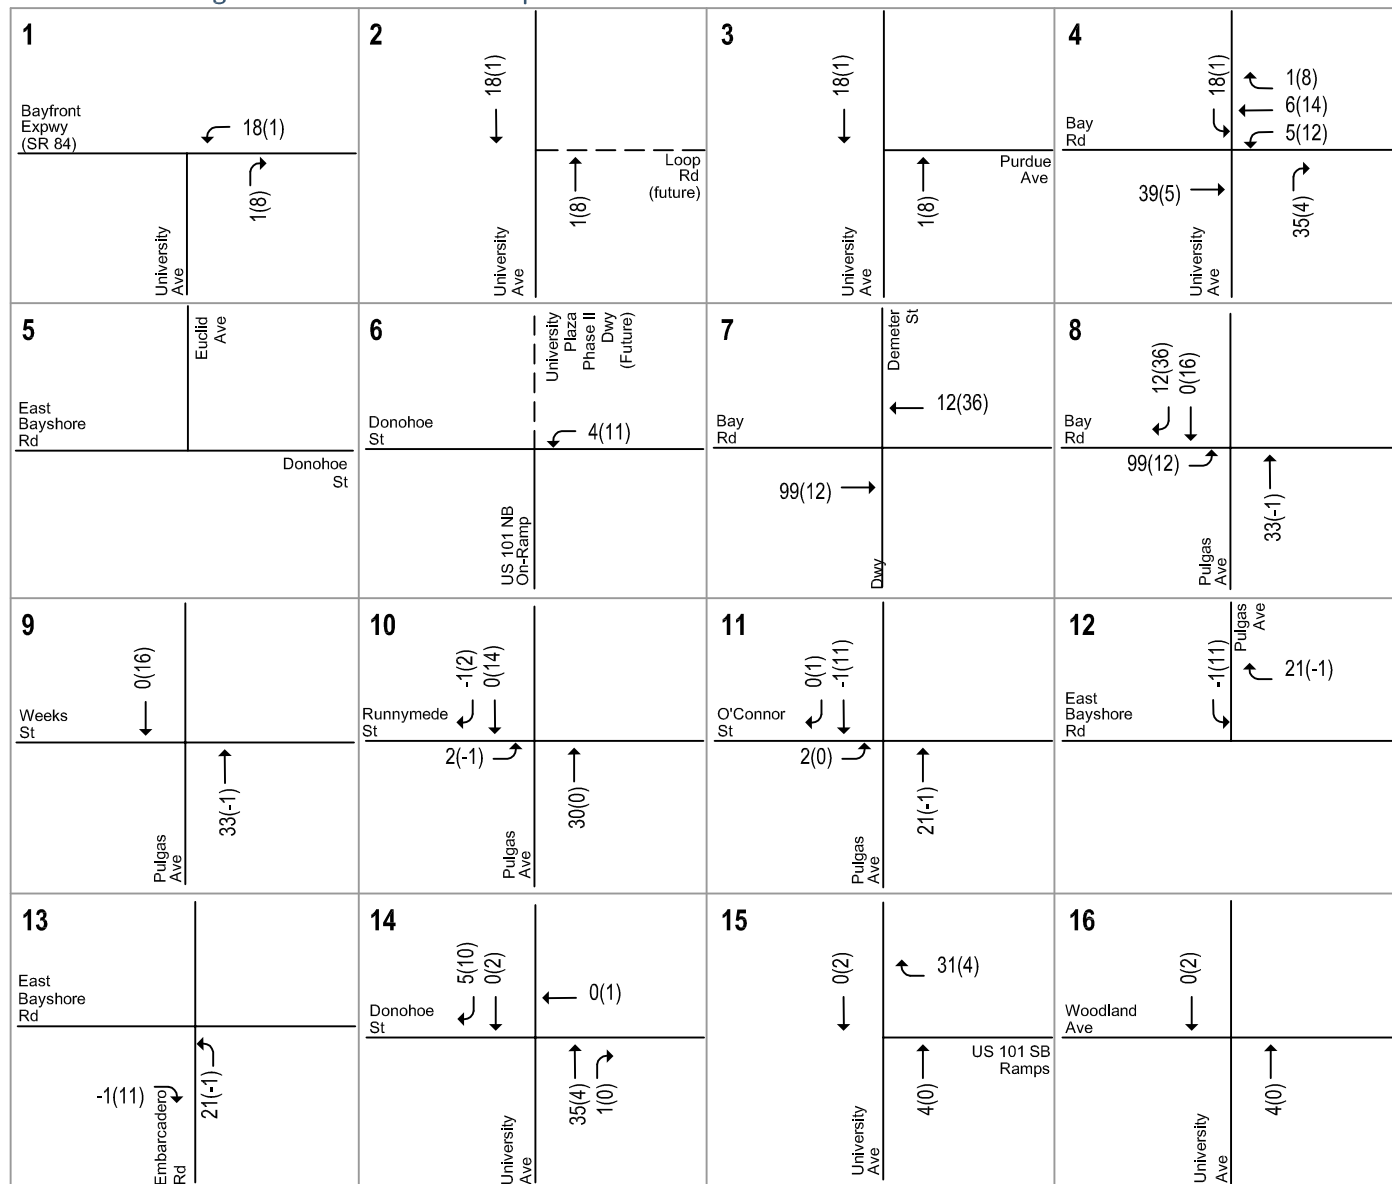 1
Bayfront
Expwy
(SR 84)
18(1)
1(8)
University
Ave
2
18(1)
1(8)
Loop
Rd
(future)
University
Ave
3
18(1)
1(8)
Purdue
Ave
University
Ave
4
18(1)
1(8)
6(14)
5(12)
Bay
Rd
39(5)
35(4)
University
Ave
5
Euclid
Ave
East
Bayshore
Rd
Donohoe
St
6
University
Plaza
Phase II
Dwy
(Future)
Donohoe
St
4(11)
US 101 NB
On-Ramp
7
Demeter
St
12(36)
Bay
Rd
99(12)
Dwy
8
12(36)
0(16)
Bay
Rd
99(12)
33(-1)
Pulgas
Ave
9
0(16)
Weeks
St
33(-1)
Pulgas
Ave
10
-1(2)
0(14)
Runnymede
St
2(-1)
30(0)
Pulgas
Ave
11
0(1)
-1(11)
O'Connor
St
2(0)
21(-1)
Pulgas
Ave
12
Pulgas
Ave
-1(11)
21(-1)
East
Bayshore
Rd
13
East
Bayshore
Rd
-1(11)
21(-1)
Embarcadero
Rd
14
5(10)
0(2)
0(1)
Donohoe
St
35(4)
1(0)
University
Ave
15
0(2)
31(4)
US 101 SB
Ramps
4(0)
University
Ave
16
0(2)
Woodland
Ave
4(0)
University
Ave